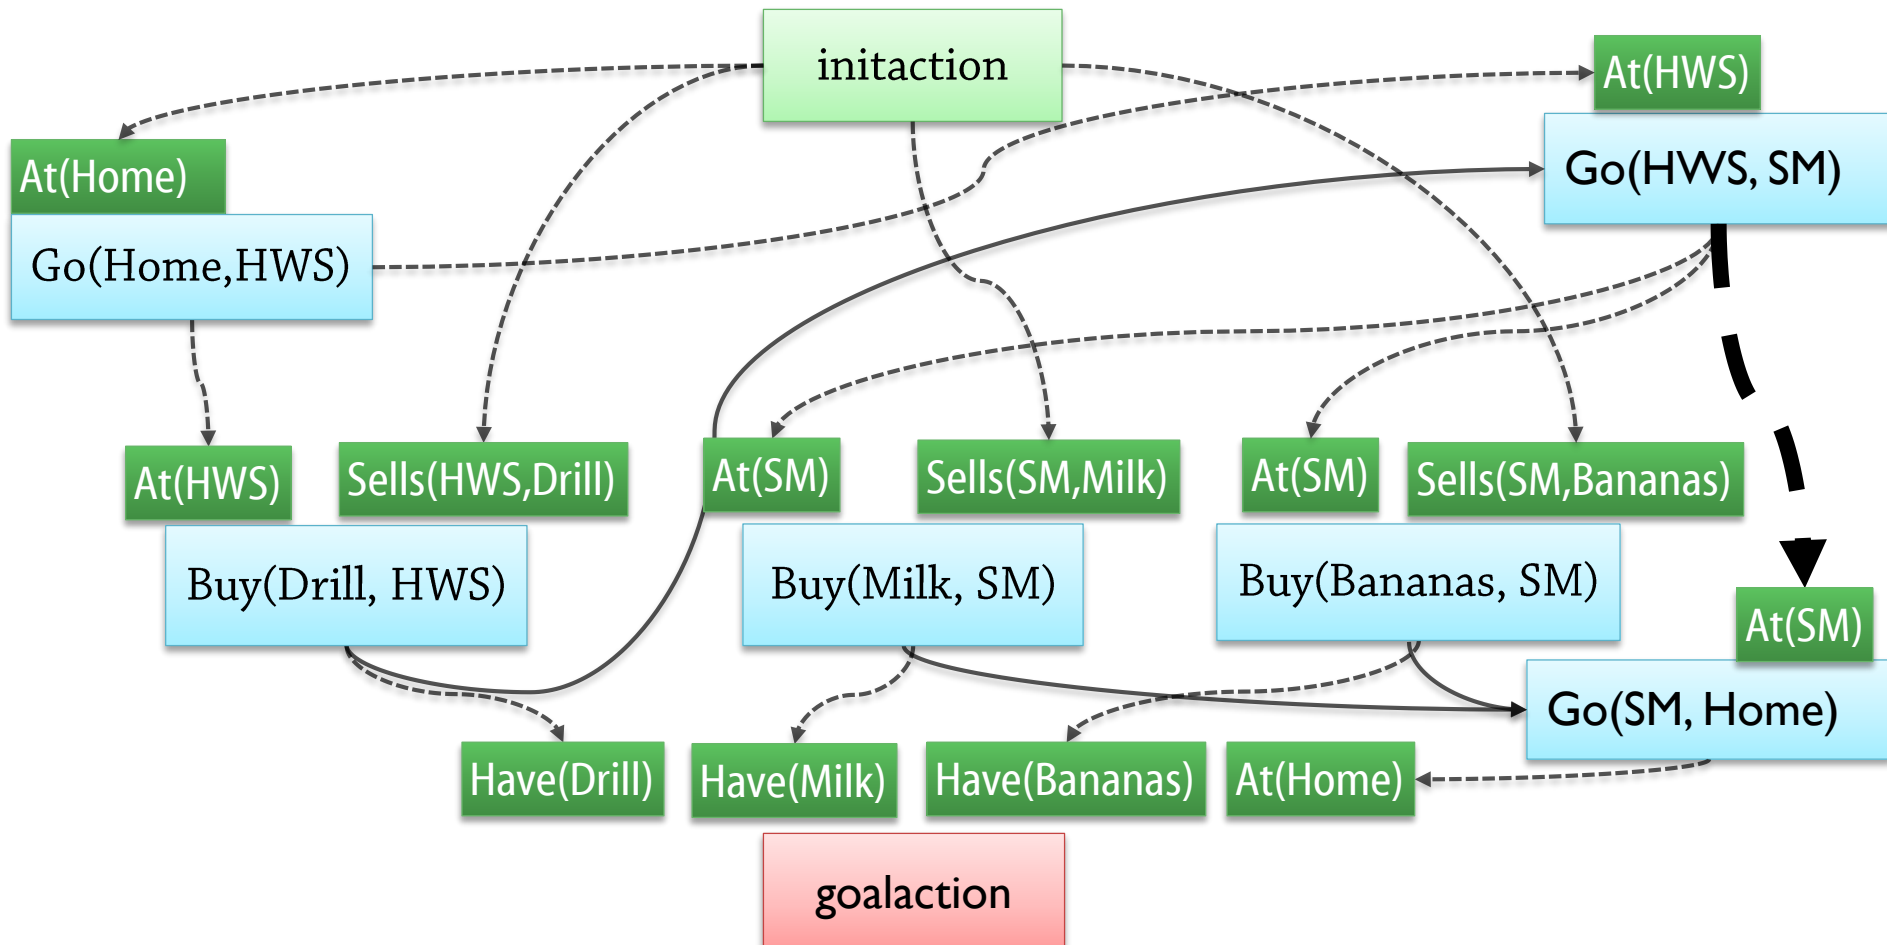 initaction
At(HWS)
Go(HWS, SM)
At(Home)
Go(Home,HWS)
At(HWS)
Sells(HWS,Drill)
At(SM)
Sells(SM,Milk)
At(SM)
Sells(SM,Bananas)
Buy(Drill, HWS)
Buy(Milk, SM)
Buy(Bananas, SM)
At(SM)
Go(SM, Home)
Have(Drill)
Have(Milk)
Have(Bananas)
At(Home)
goalaction